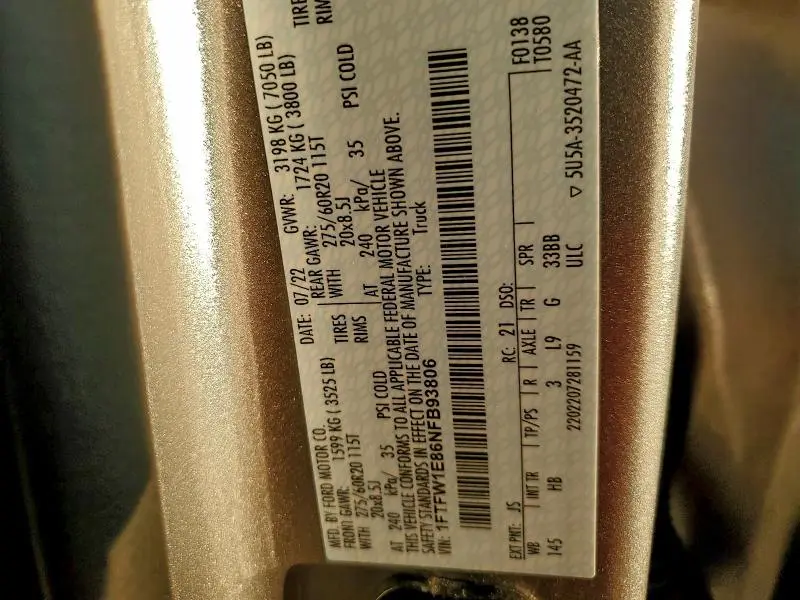 MFD. BY FORD MOTOR CO.
DATE: 07/22 GVWR: 3198 KG ( 7050 LB)
FRONT GAWR: 1599 KG ( 3525 LB) REAR GAWR: 1724 KG ( 3800 LB)
WITH 275/60R20 115T TIRES WITH 275/60R20 115T TIRE
20x8.5J RIMS 20x8.5J RIM
AT 240 kPa/ 35 PSI COLD AT 240 kPa/ 35 PSI COLD
THIS VEHICLE CONFORMS TO ALL APPLICABLE FEDERAL MOTOR VEHICLE
SAFETY STANDARDS IN EFFECT ON THE DATE OF MANUFACTURE SHOWN ABOVE.
VIN: 1FTFW1E86NFB93806 TYPE: Truck
F0138
T0580
EXT PNT: JS RC: 21 DSO:
WB INT TR TP/PS R AXLE TR SPR
145 HB 3 L9 G 33BB
2202207281159 ULC
▽ 5U5A-3520472-AA